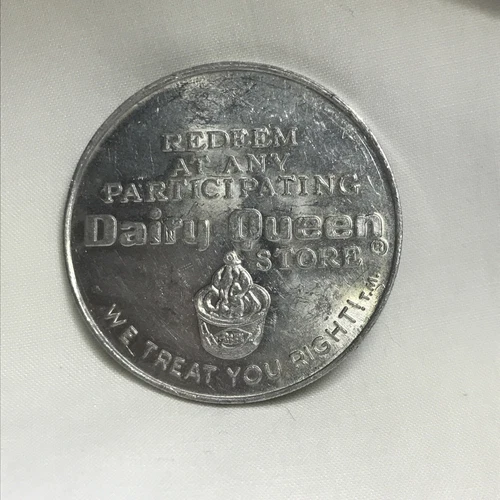 REDEEM
AT ANY
PARTICIPATING
Dairy Queen®
STORE
WE TREAT YOU RIGHT! T.M.